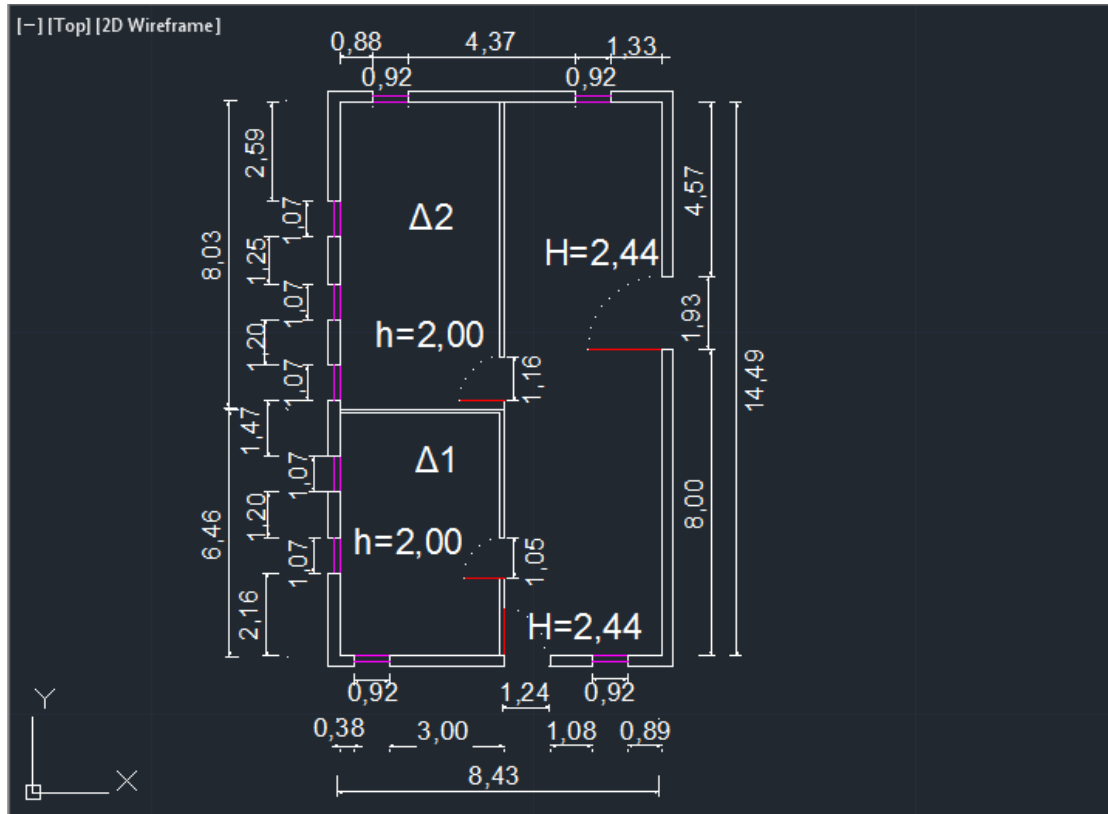 [−] [Top] [2D Wireframe]
0,88 4,37 1,33
0,92 0,92
2,59
1,07
8,03
1,25
1,07
1,20
1,07
1,47
1,07
1,20
6,46
1,07
2,16
Δ2
H=2,44
h=2,00
1,16
4,57
1,93
14,49
8,00
Δ1
h=2,00
1,05
H=2,44
0,92 1,24 0,92
0,38 3,00 1,08 0,89
8,43
Y
X